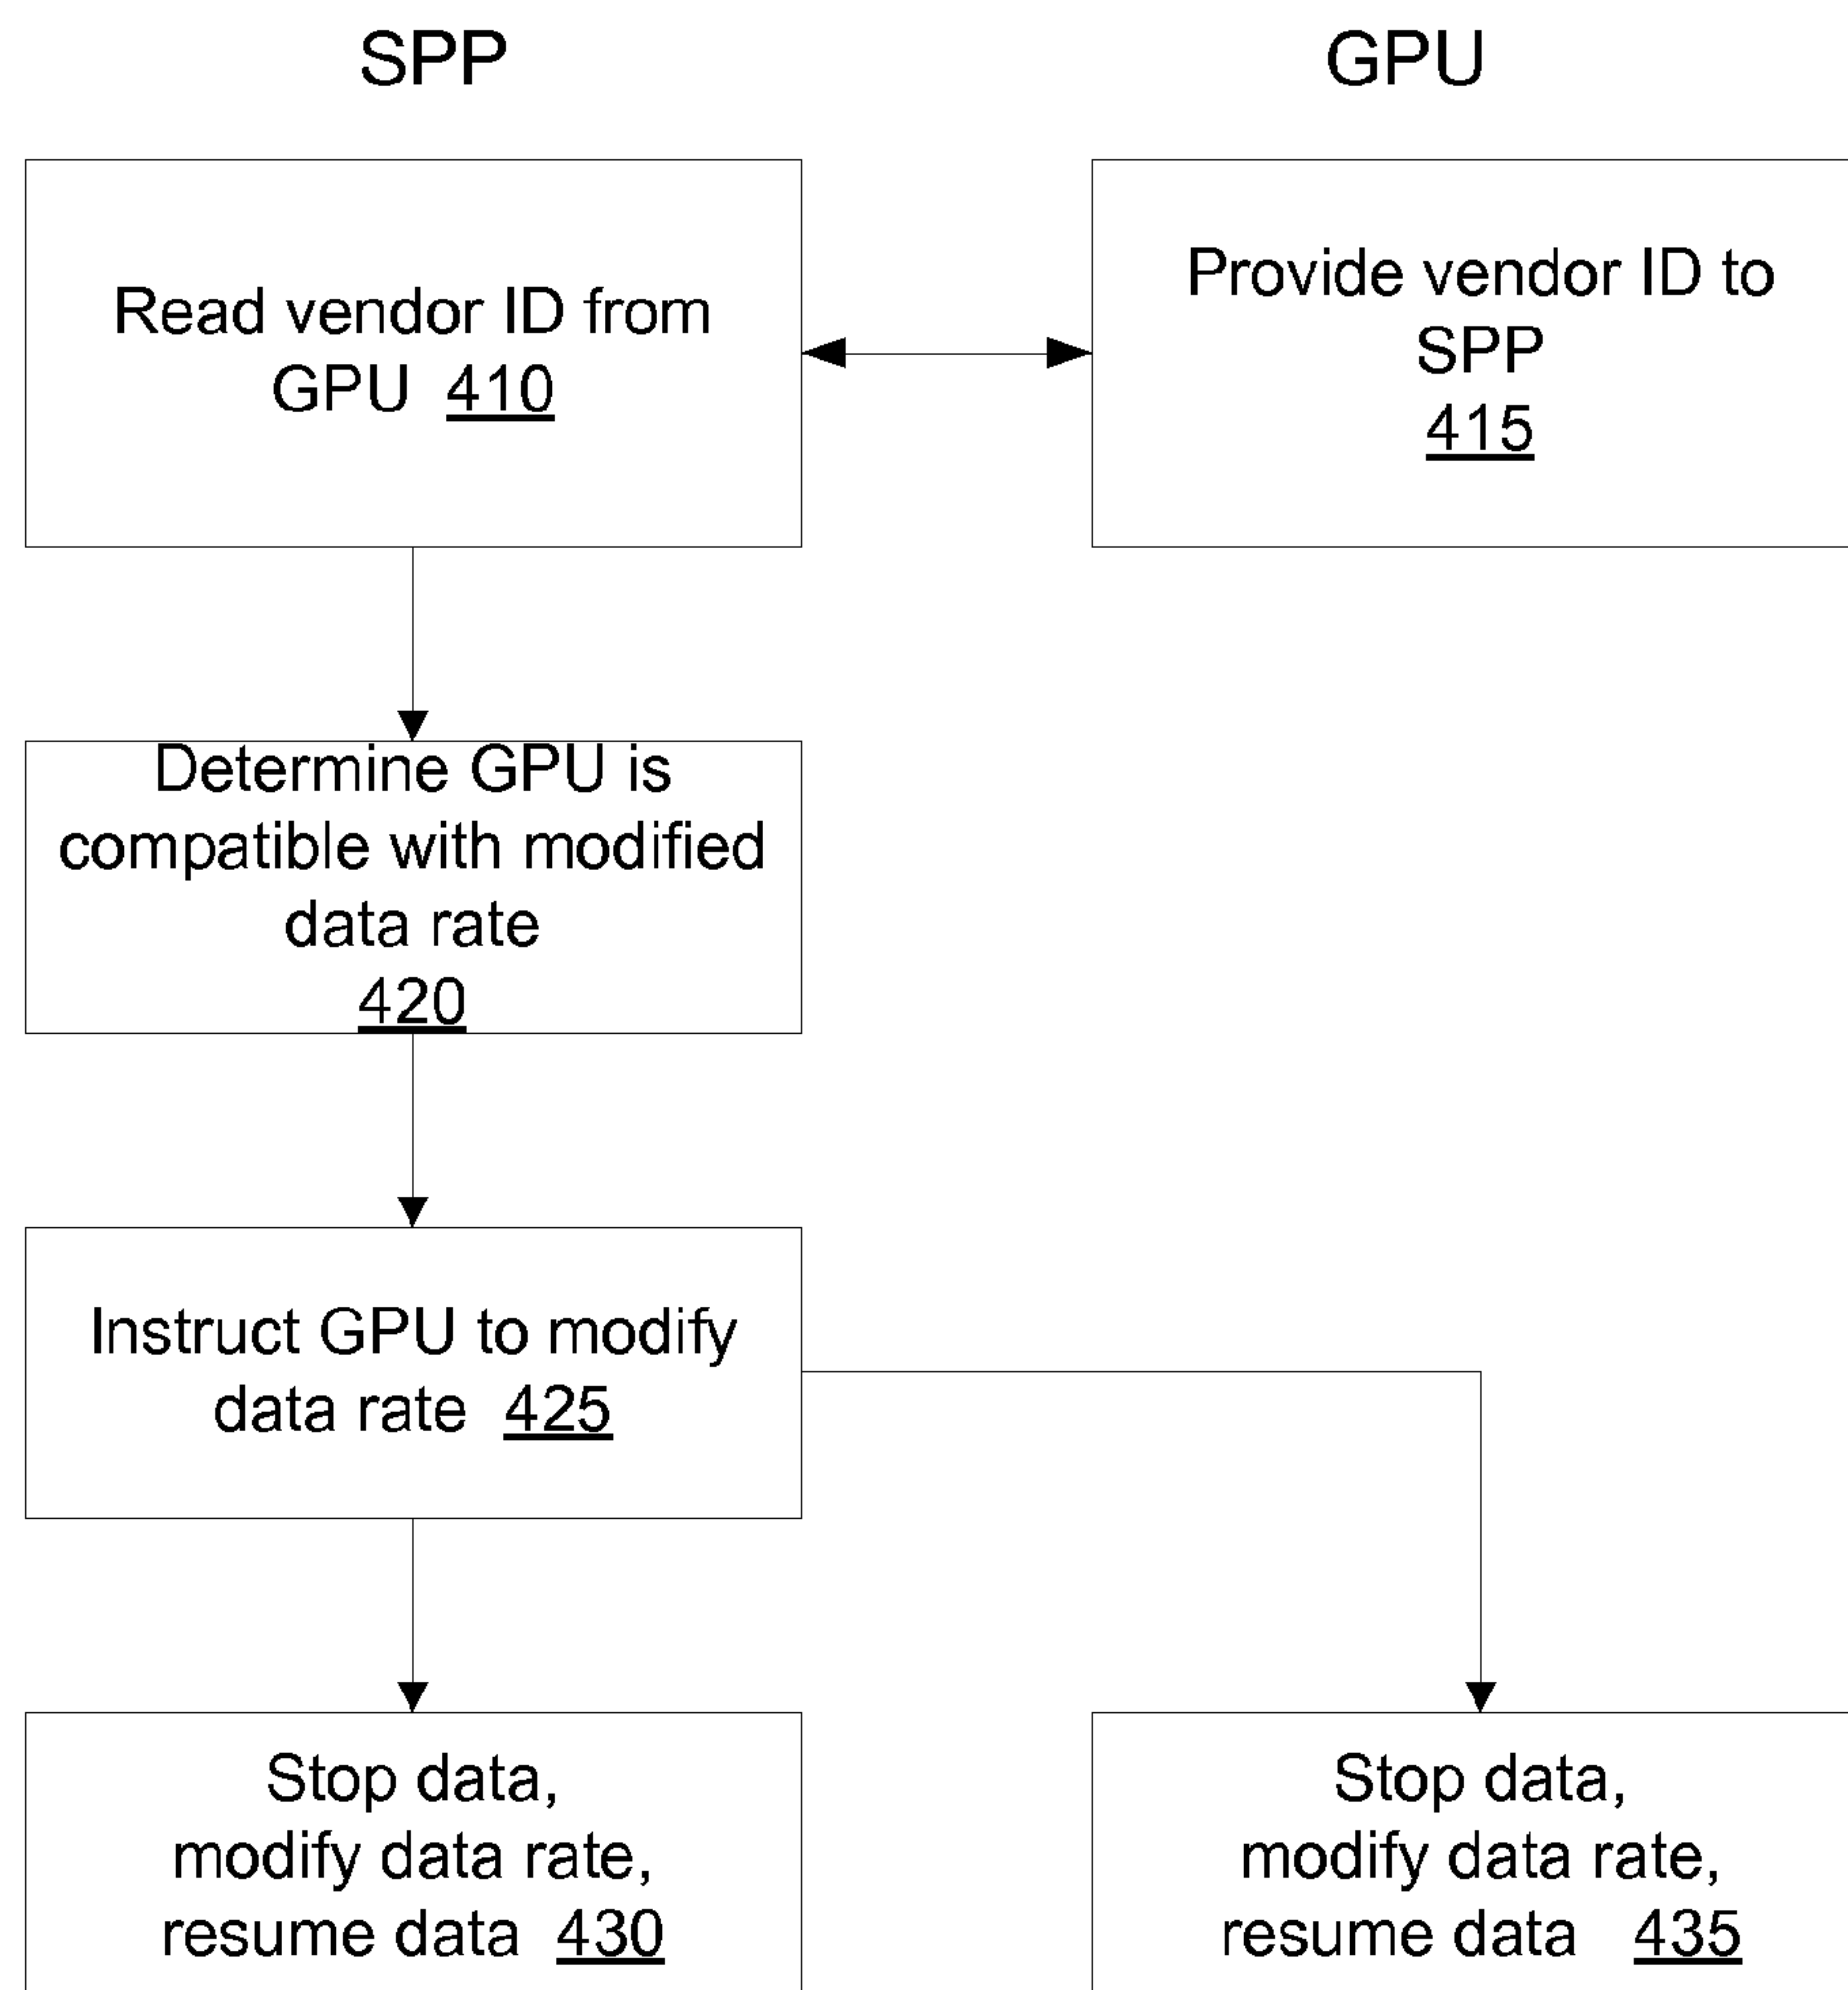 SPP
GPU
Read vendor ID from
GPU 410
Provide vendor ID to
SPP
415
Determine GPU is
compatible with modified
data rate
420
Instruct GPU to modify
data rate 425
Stop data,
modify data rate,
resume data 430
Stop data,
modify data rate,
resume data 435